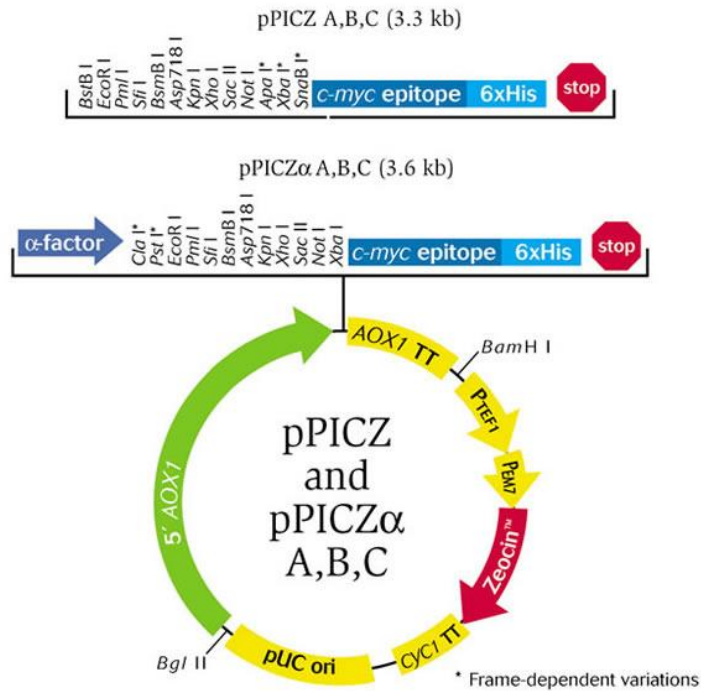 pPICZ A,B,C (3.3 kb)
BstB I
EcoR I
Pml I
Sfi I
BsmB I
Asp718 I
Kpn I
Xho I
Sac II
Not I
Apa I*
Xba I*
SnaB I*
c-myc epitope
6xHis
stop
pPICZα A,B,C (3.6 kb)
α-factor
Cla I*
Pst I*
EcoR I
Pml I
Sfi I
BsmB I
Asp718 I
Kpn I
Xho I
Sac II
Not I
Xba I
c-myc epitope
6xHis
stop
AOX1 TT
BamH I
PTEF1
PEM7
Zeocin™
CYC1 TT
pUC ori
Bgl II
5′ AOX1
pPICZ
and
pPICZα
A,B,C
* Frame-dependent variations